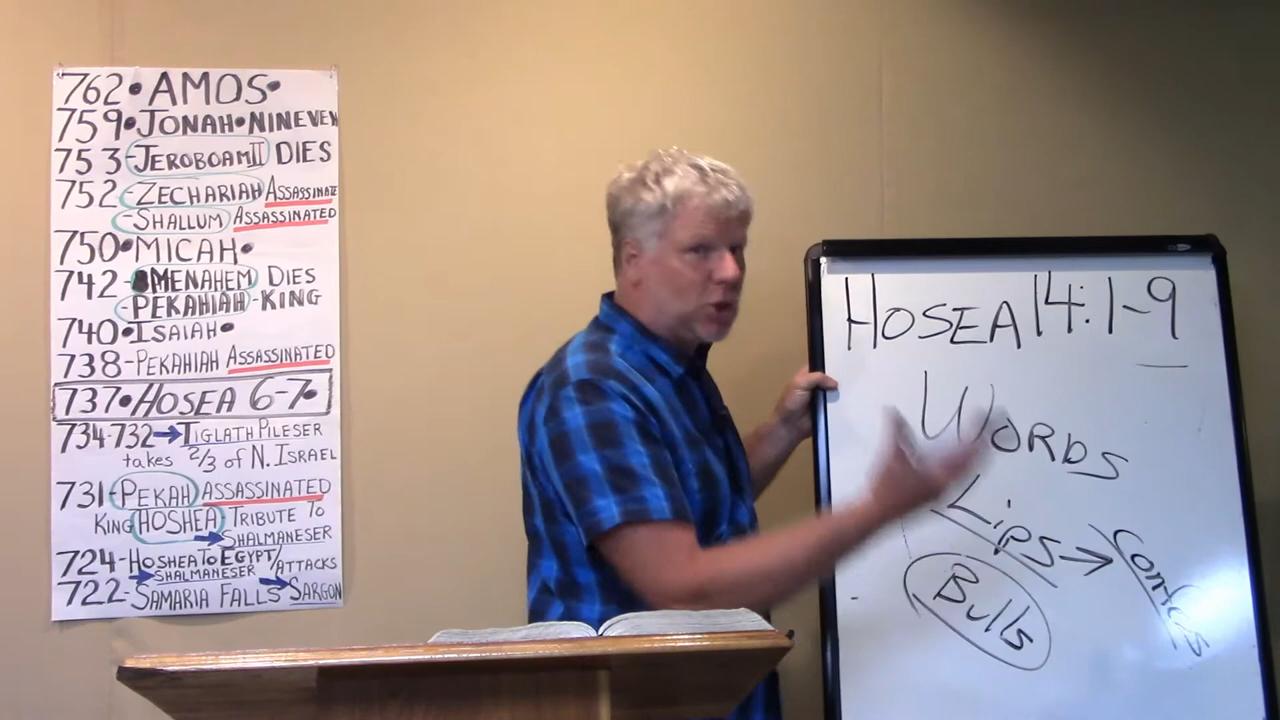 762•AMOS•
759•JONAH•NINEVEH
753-JEROBOAM II DIES
752-ZECHARIAH ASSASSINATE
-SHALLUM ASSASSINATED
750•MICAH•
742-MENAHEM DIES
-PEKAHIAH-KING
740•ISAIAH•
738-PEKAHIAH ASSASSINATED
737•HOSEA 6-7•
734-732→TIGLATH PILESER
takes 2/3 of N. ISRAEL
731-PEKAH ASSASSINATED
KING HOSHEA TRIBUTE TO
→SHALMANESER
724-HOSHEA TO EGYPT/
→SHALMANESER ATTACKS
722-SAMARIA FALLS→SARGON
HOSEA 14:1-9
WORDS
Lips→Confes
Bulls